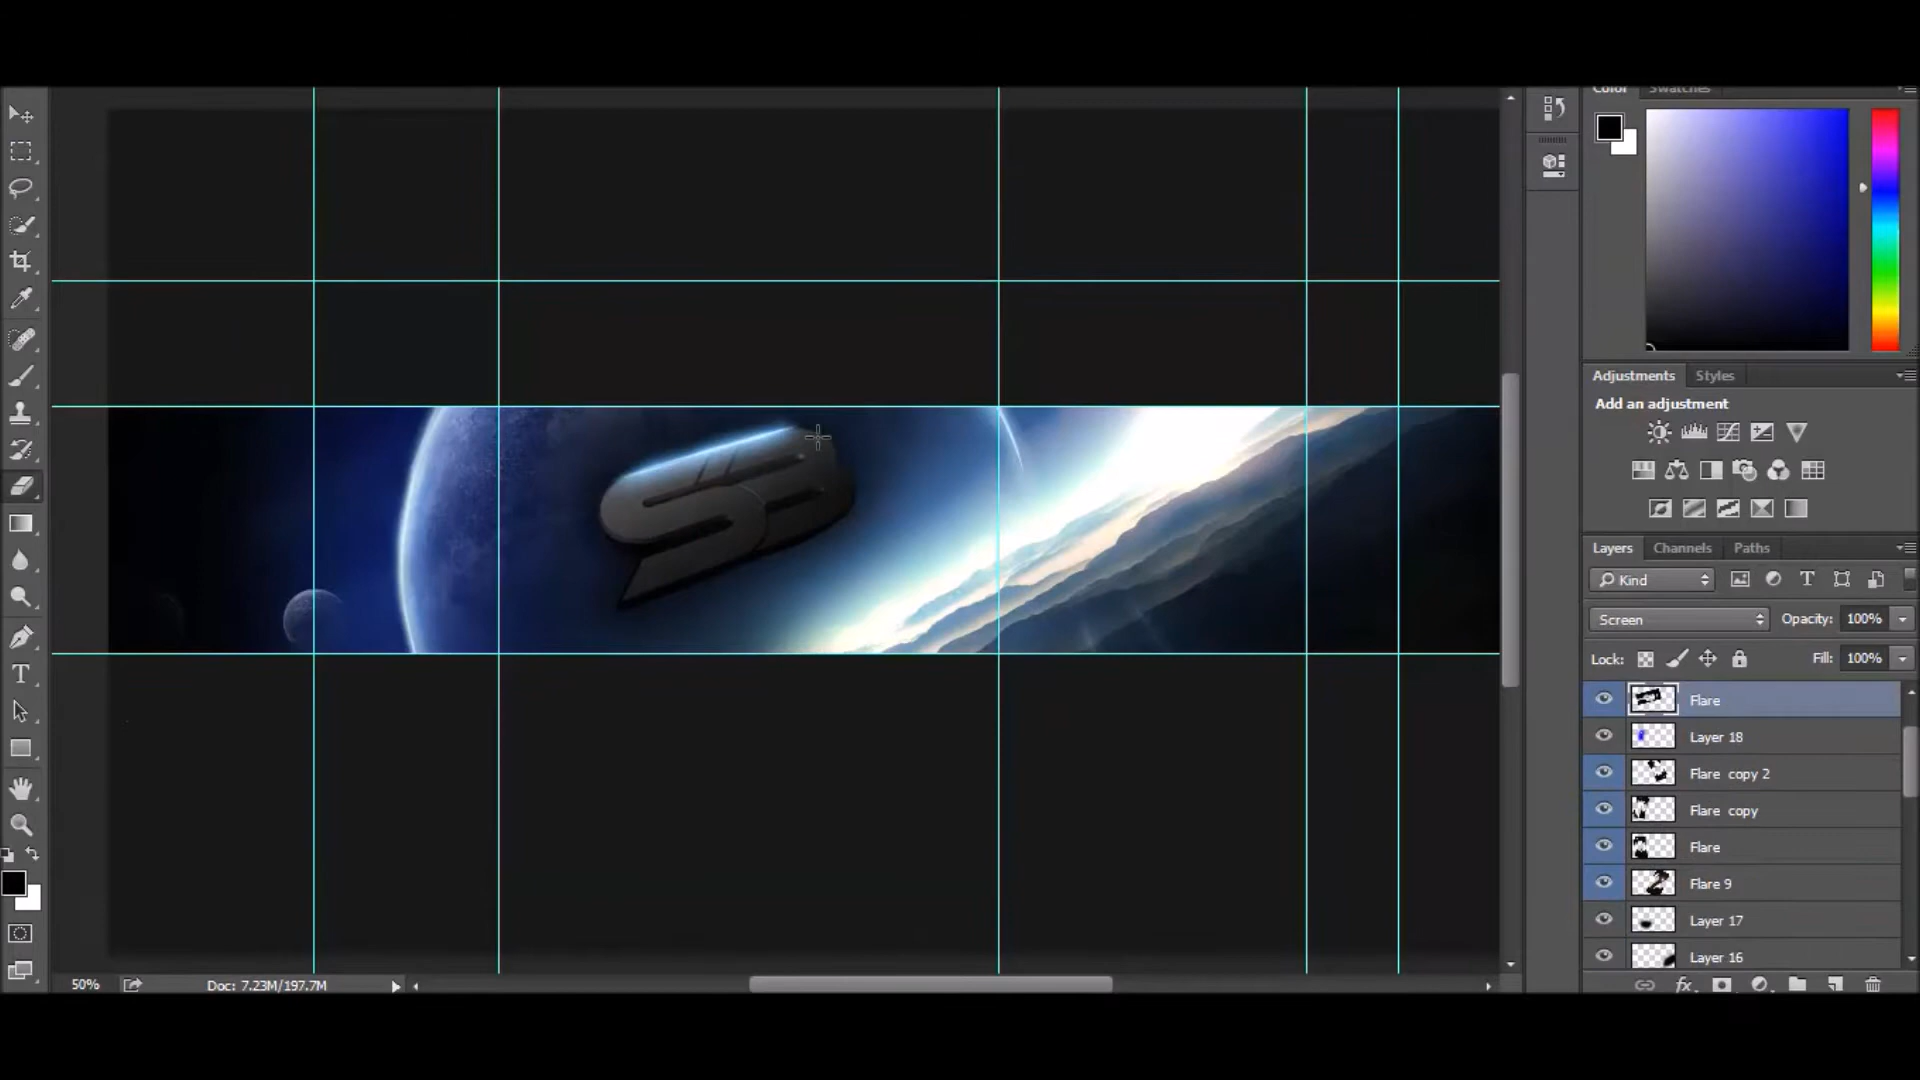 Color Swatches
Adjustments Styles
Add an adjustment
Layers Channels Paths
Kind
Screen Opacity: 100%
Lock: Fill: 100%
Flare
Layer 18
Flare copy 2
Flare copy
Flare
Flare 9
Layer 17
Layer 16
fx
T
T
50% Doc: 7.23M/197.7M